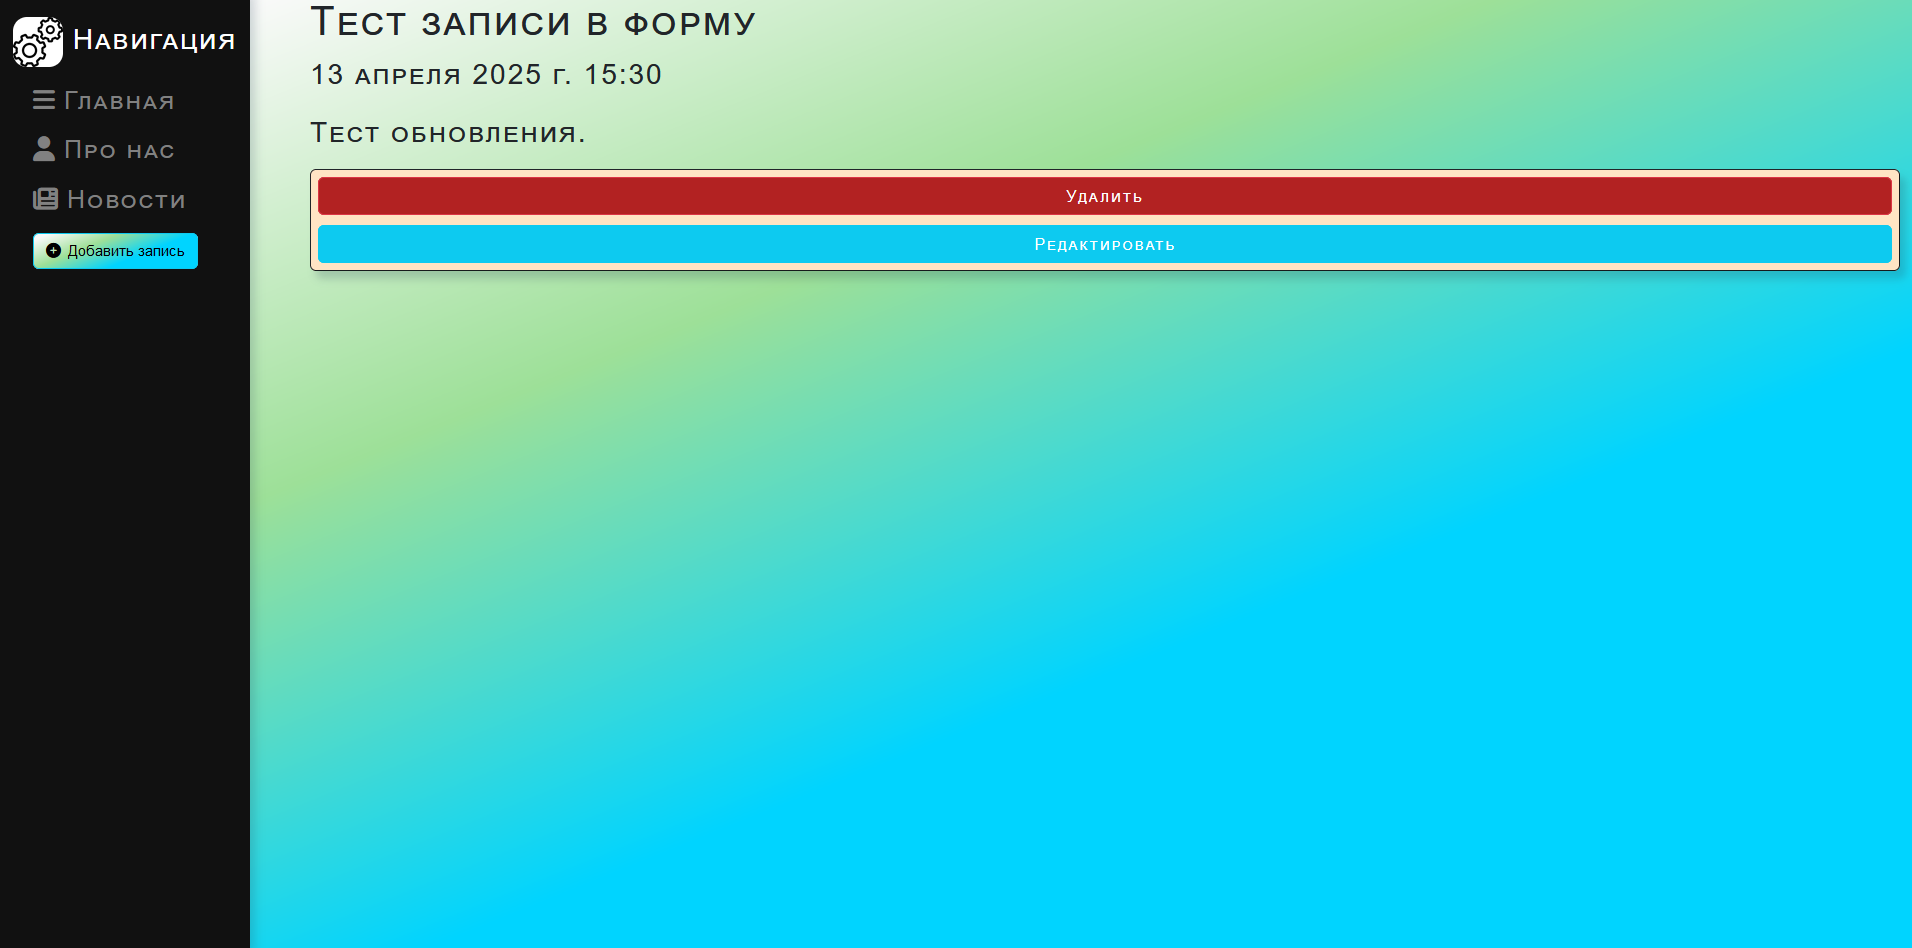 Навигация
Главная
Про нас
Новости
Добавить запись
Тест записи в форму
13 апреля 2025 г. 15:30
Тест обновления.
Удалить
Редактировать